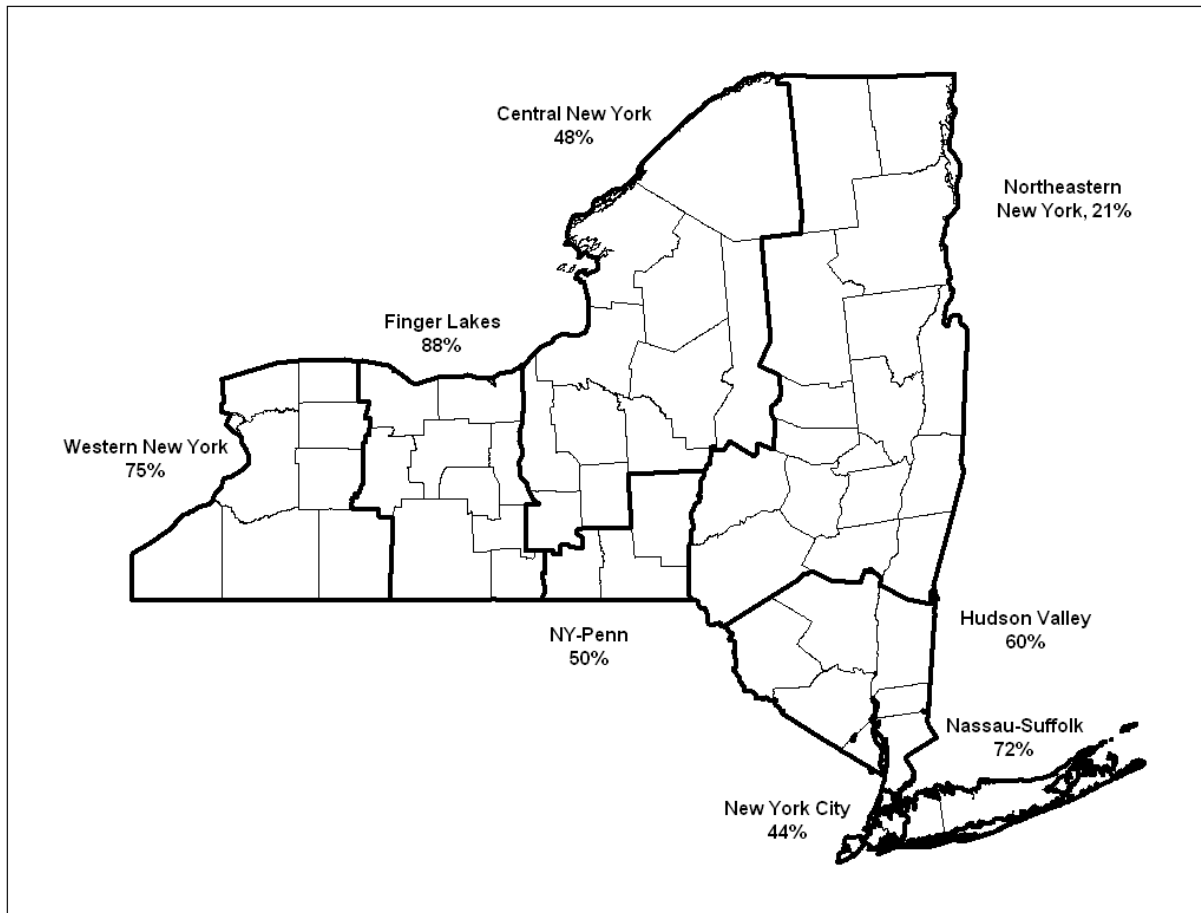 Central New York
48%
Northeastern
New York, 21%
Finger Lakes
88%
Western New York
75%
NY-Penn
50%
Hudson Valley
60%
Nassau-Suffolk
72%
New York City
44%